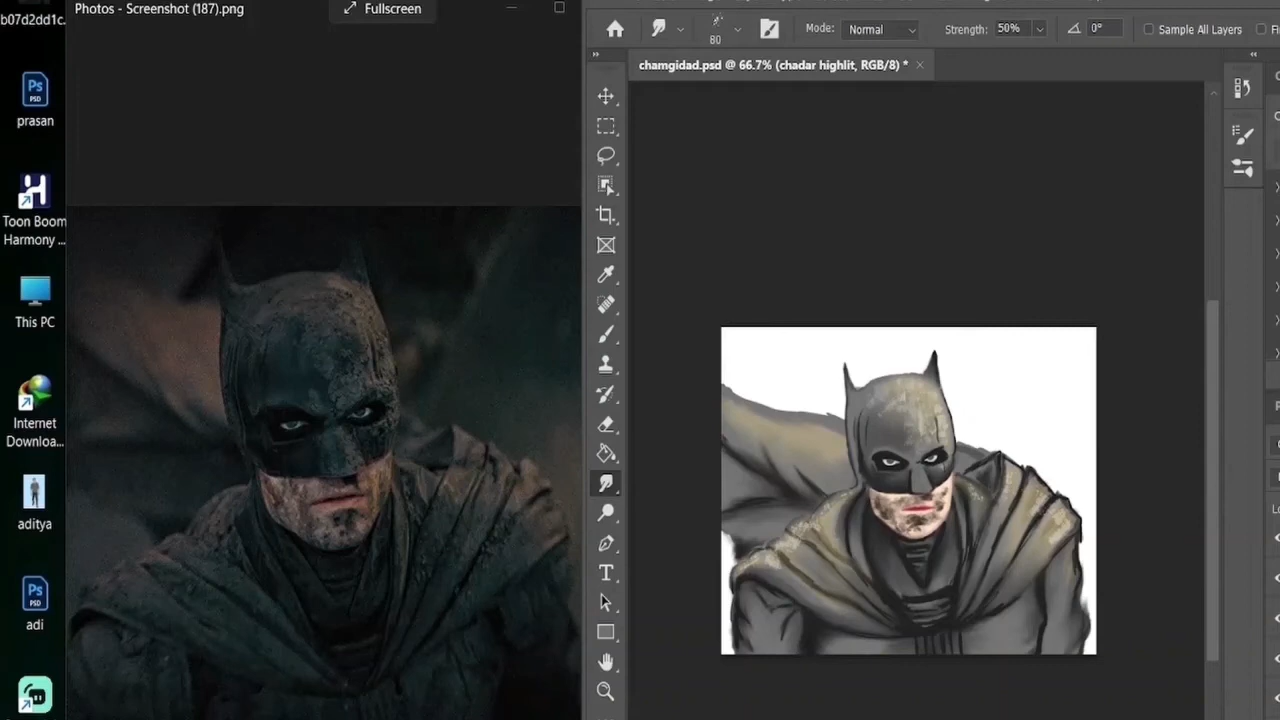 Photos - Screenshot (187).png
Fullscreen
b07d2dd1c.
prasan
Toon Boom
Harmony ...
This PC
Internet
Downloa...
aditya
adi
80
Mode: Normal
Strength: 50%
0°
Sample All Layers
chamgidad.psd @ 66.7% (chadar highlit, RGB/8) *